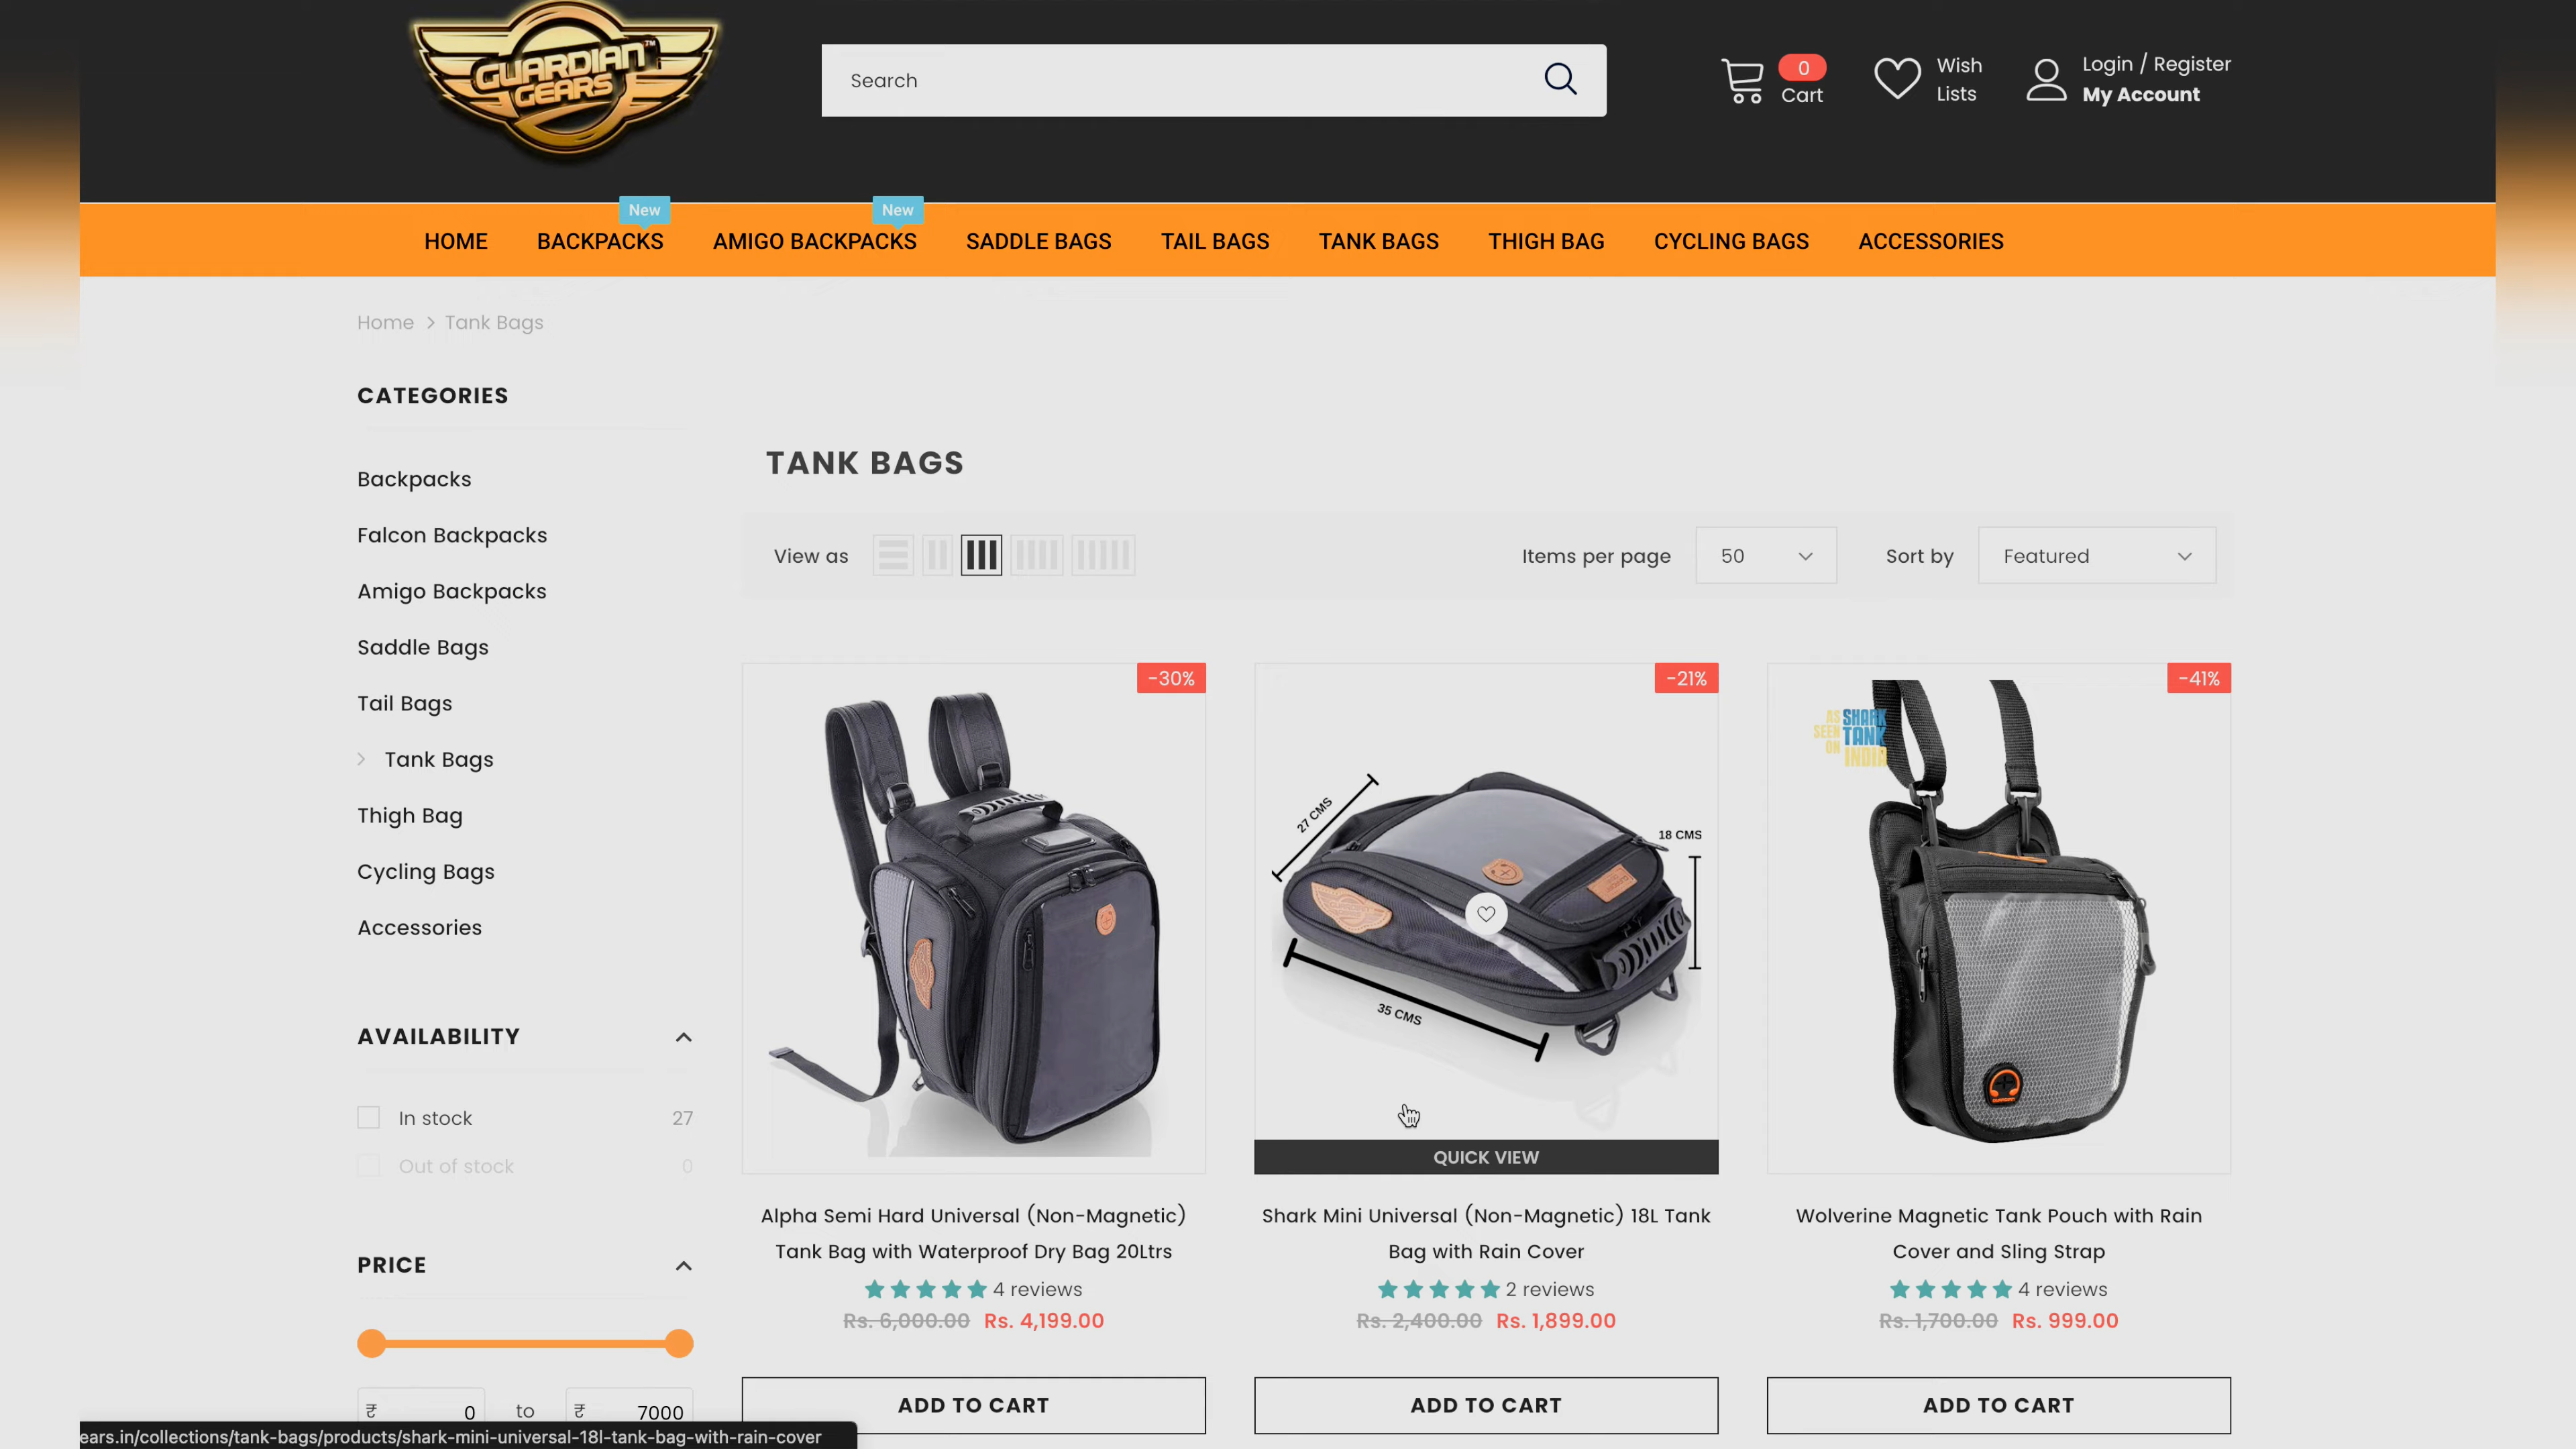 GUARDIAN™
GEARS
Search
0
Cart
Wish
Lists
Login / Register
My Account
New
New
HOME
BACKPACKS
AMIGO BACKPACKS
SADDLE BAGS
TAIL BAGS
TANK BAGS
THIGH BAG
CYCLING BAGS
ACCESSORIES
Home > Tank Bags
CATEGORIES
Backpacks
Falcon Backpacks
Amigo Backpacks
Saddle Bags
Tail Bags
Tank Bags
Thigh Bag
Cycling Bags
Accessories
AVAILABILITY
In stock 27
Out of stock 0
PRICE
₹ 0 to ₹ 7000
TANK BAGS
View as
Items per page 50
Sort by Featured
-30%
Alpha Semi Hard Universal (Non-Magnetic)
Tank Bag with Waterproof Dry Bag 20Ltrs
4 reviews
Rs. 6,000.00 Rs. 4,199.00
ADD TO CART
-21%
27 CMS
18 CMS
35 CMS
QUICK VIEW
Shark Mini Universal (Non-Magnetic) 18L Tank
Bag with Rain Cover
2 reviews
Rs. 2,400.00 Rs. 1,899.00
ADD TO CART
-41%
AS
SEEN
ON
SHARK
TANK
INDIA
Wolverine Magnetic Tank Pouch with Rain
Cover and Sling Strap
4 reviews
Rs. 1,700.00 Rs. 999.00
ADD TO CART
ears.in/collections/tank-bags/products/shark-mini-universal-18l-tank-bag-with-rain-cover